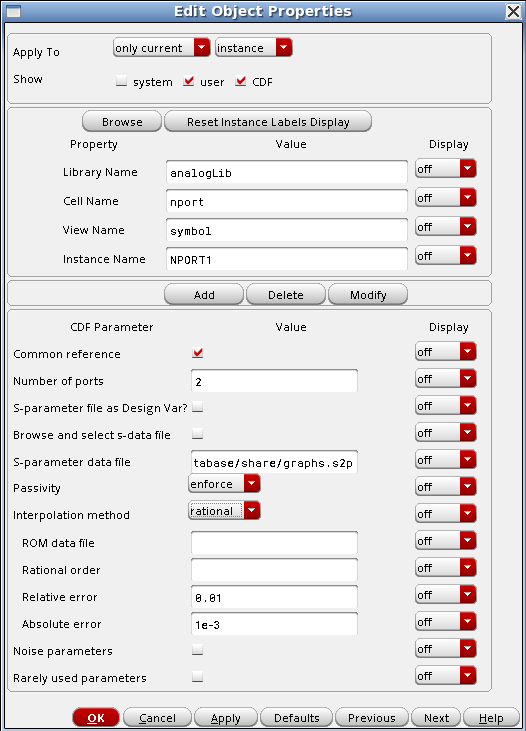 Edit Object Properties
Apply To only current instance
Show system user CDF
Browse Reset Instance Labels Display
Property Value Display
Library Name analogLib off
Cell Name nport off
View Name symbol off
Instance Name NPORT1 off
Add Delete Modify
CDF Parameter Value Display
Common reference off
Number of ports 2 off
S-parameter file as Design Var? off
Browse and select s-data file off
S-parameter data file tabase/share/graphs.s2p off
Passivity enforce off
Interpolation method rational off
ROM data file off
Rational order off
Relative error 0.01 off
Absolute error 1e-3 off
Noise parameters off
Rarely used parameters off
OK Cancel Apply Defaults Previous Next Help